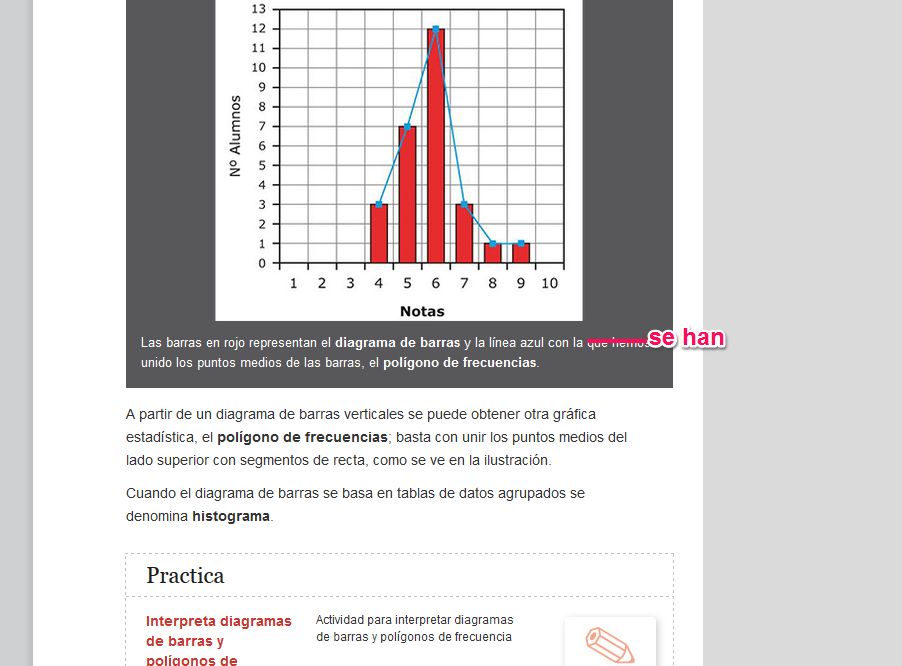 13
12
11
10
9
8
7
6
5
4
3
2
1
0
Nº Alumnos
1 2 3 4 5 6 7 8 9 10
Notas
Las barras en rojo representan el diagrama de barras y la línea azul con la que hemos se han
unido los puntos medios de las barras, el polígono de frecuencias.
A partir de un diagrama de barras verticales se puede obtener otra gráfica
estadística, el polígono de frecuencias; basta con unir los puntos medios del
lado superior con segmentos de recta, como se ve en la ilustración.
Cuando el diagrama de barras se basa en tablas de datos agrupados se
denomina histograma.
Practica
Interpreta diagramas
de barras y
polígonos de
Actividad para interpretar diagramas
de barras y polígonos de frecuencia